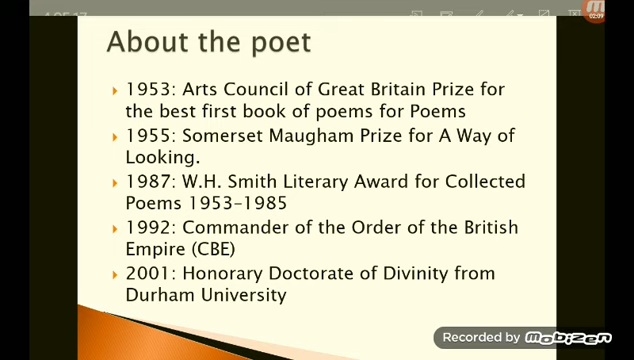 About the poet
1953: Arts Council of Great Britain Prize for
the best first book of poems for Poems
1955: Somerset Maugham Prize for A Way of
Looking.
1987: W.H. Smith Literary Award for Collected
Poems 1953-1985
1992: Commander of the Order of the British
Empire (CBE)
2001: Honorary Doctorate of Divinity from
Durham University
02:09
Recorded by Mobizen